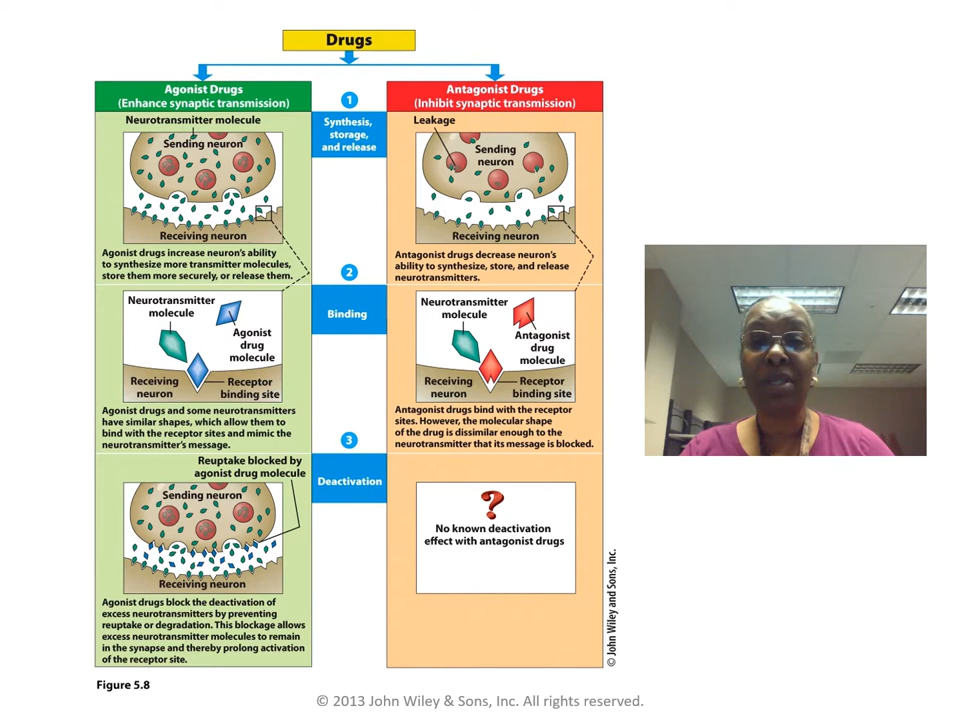 Drugs
Agonist Drugs
(Enhance synaptic transmission)
Neurotransmitter molecule
Sending neuron
Receiving neuron
Agonist drugs increase neuron's ability
to synthesize more transmitter molecules,
store them more securely, or release them.
1
Synthesis,
storage,
and release
Antagonist Drugs
(Inhibit synaptic transmission)
Leakage
Sending
neuron
Receiving neuron
Antagonist drugs decrease neuron's
ability to synthesize, store, and release
neurotransmitters.
Neurotransmitter
molecule
Agonist
drug
molecule
Receiving
neuron
Receptor
binding site
Agonist drugs and some neurotransmitters
have similar shapes, which allow them to
bind with the receptor sites and mimic the
neurotransmitter's message.
2
Binding
Neurotransmitter
molecule
Antagonist
drug
molecule
Receiving
neuron
Receptor
binding site
Antagonist drugs bind with the receptor
sites. However, the molecular shape
of the drug is dissimilar enough to the
neurotransmitter that its message is blocked.
Reuptake blocked by
agonist drug molecule
Sending neuron
Receiving neuron
Agonist drugs block the deactivation of
excess neurotransmitters by preventing
reuptake or degradation. This blockage allows
excess neurotransmitter molecules to remain
in the synapse and thereby prolong activation
of the receptor site.
3
Deactivation
?
No known deactivation
effect with antagonist drugs
© John Wiley and Sons, Inc.
Figure 5.8
© 2013 John Wiley & Sons, Inc. All rights reserved.